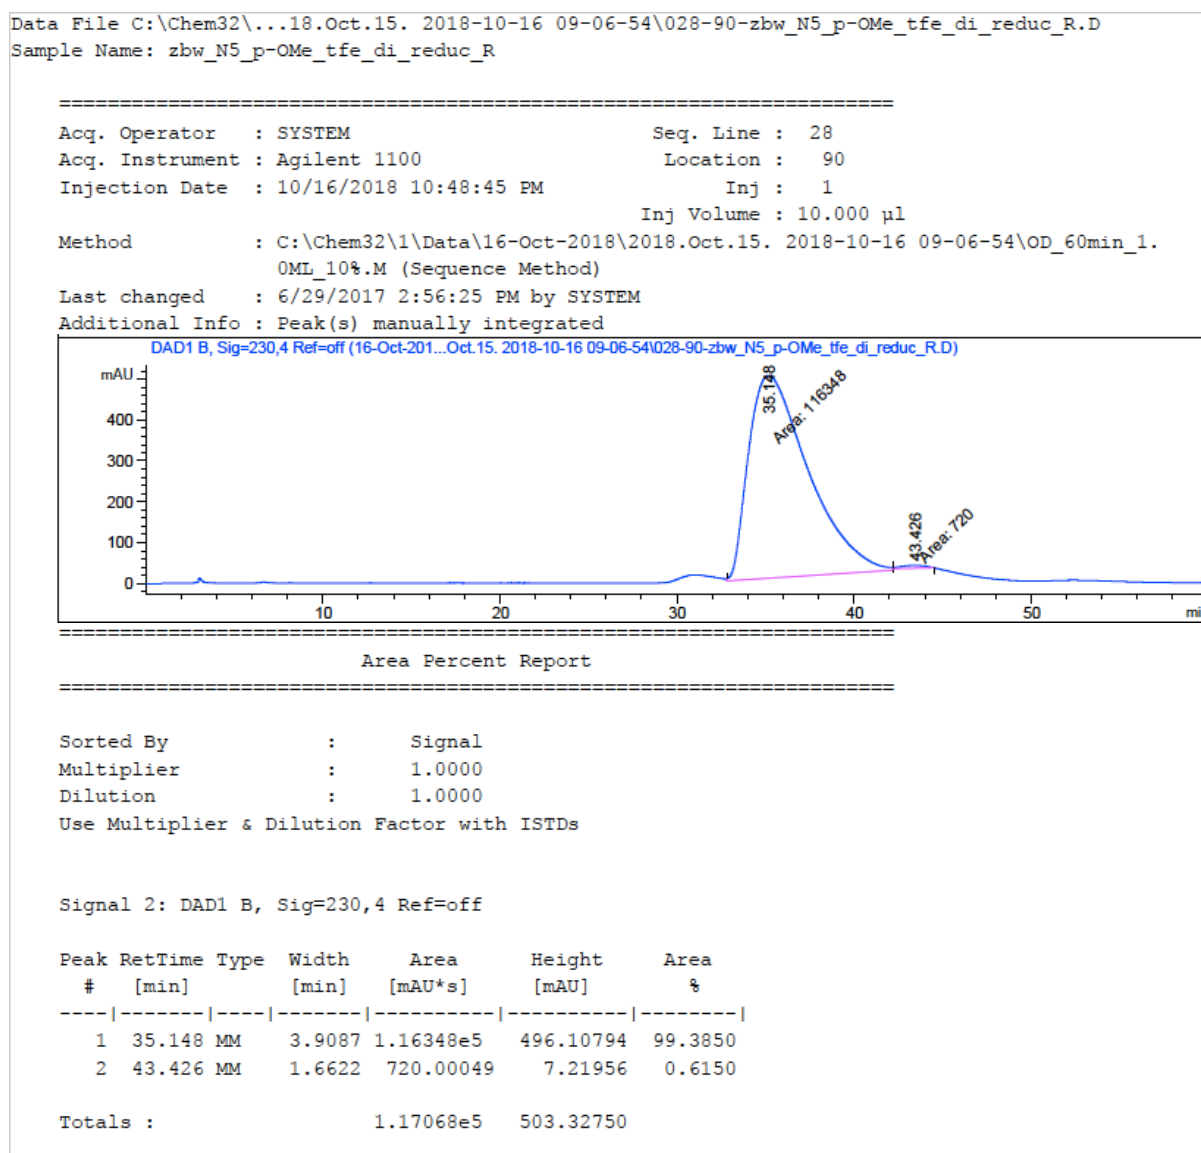 Data File C:\Chem32\...18.Oct.15. 2018-10-16 09-06-54\028-90-zbw_N5_p-OMe_tfe_di_reduc_R.D
Sample Name: zbw_N5_p-OMe_tfe_di_reduc_R
=====================================================================
Acq. Operator : SYSTEM Seq. Line : 28
Acq. Instrument : Agilent 1100 Location : 90
Injection Date : 10/16/2018 10:48:45 PM Inj : 1
Inj Volume : 10.000 µl
Method : C:\Chem32\1\Data\16-Oct-2018\2018.Oct.15. 2018-10-16 09-06-54\OD_60min_1.
0ML_10%.M (Sequence Method)
Last changed : 6/29/2017 2:56:25 PM by SYSTEM
Additional Info : Peak(s) manually integrated
DAD1 B, Sig=230,4 Ref=off (16-Oct-201...Oct.15. 2018-10-16 09-06-54\028-90-zbw_N5_p-OMe_tfe_di_reduc_R.D)
mAU
400
300
200
100
0
35.148
Area: 116348
43.426
Area: 720
10 20 30 40 50 mi
=====================================================================
Area Percent Report
=====================================================================
Sorted By : Signal
Multiplier : 1.0000
Dilution : 1.0000
Use Multiplier & Dilution Factor with ISTDs
Signal 2: DAD1 B, Sig=230,4 Ref=off
Peak RetTime Type Width Area Height Area
# [min] [min] [mAU*s] [mAU] %
----|-------|----|-------|----------|----------|--------|
1 35.148 MM 3.9087 1.16348e5 496.10794 99.3850
2 43.426 MM 1.6622 720.00049 7.21956 0.6150
Totals : 1.17068e5 503.32750